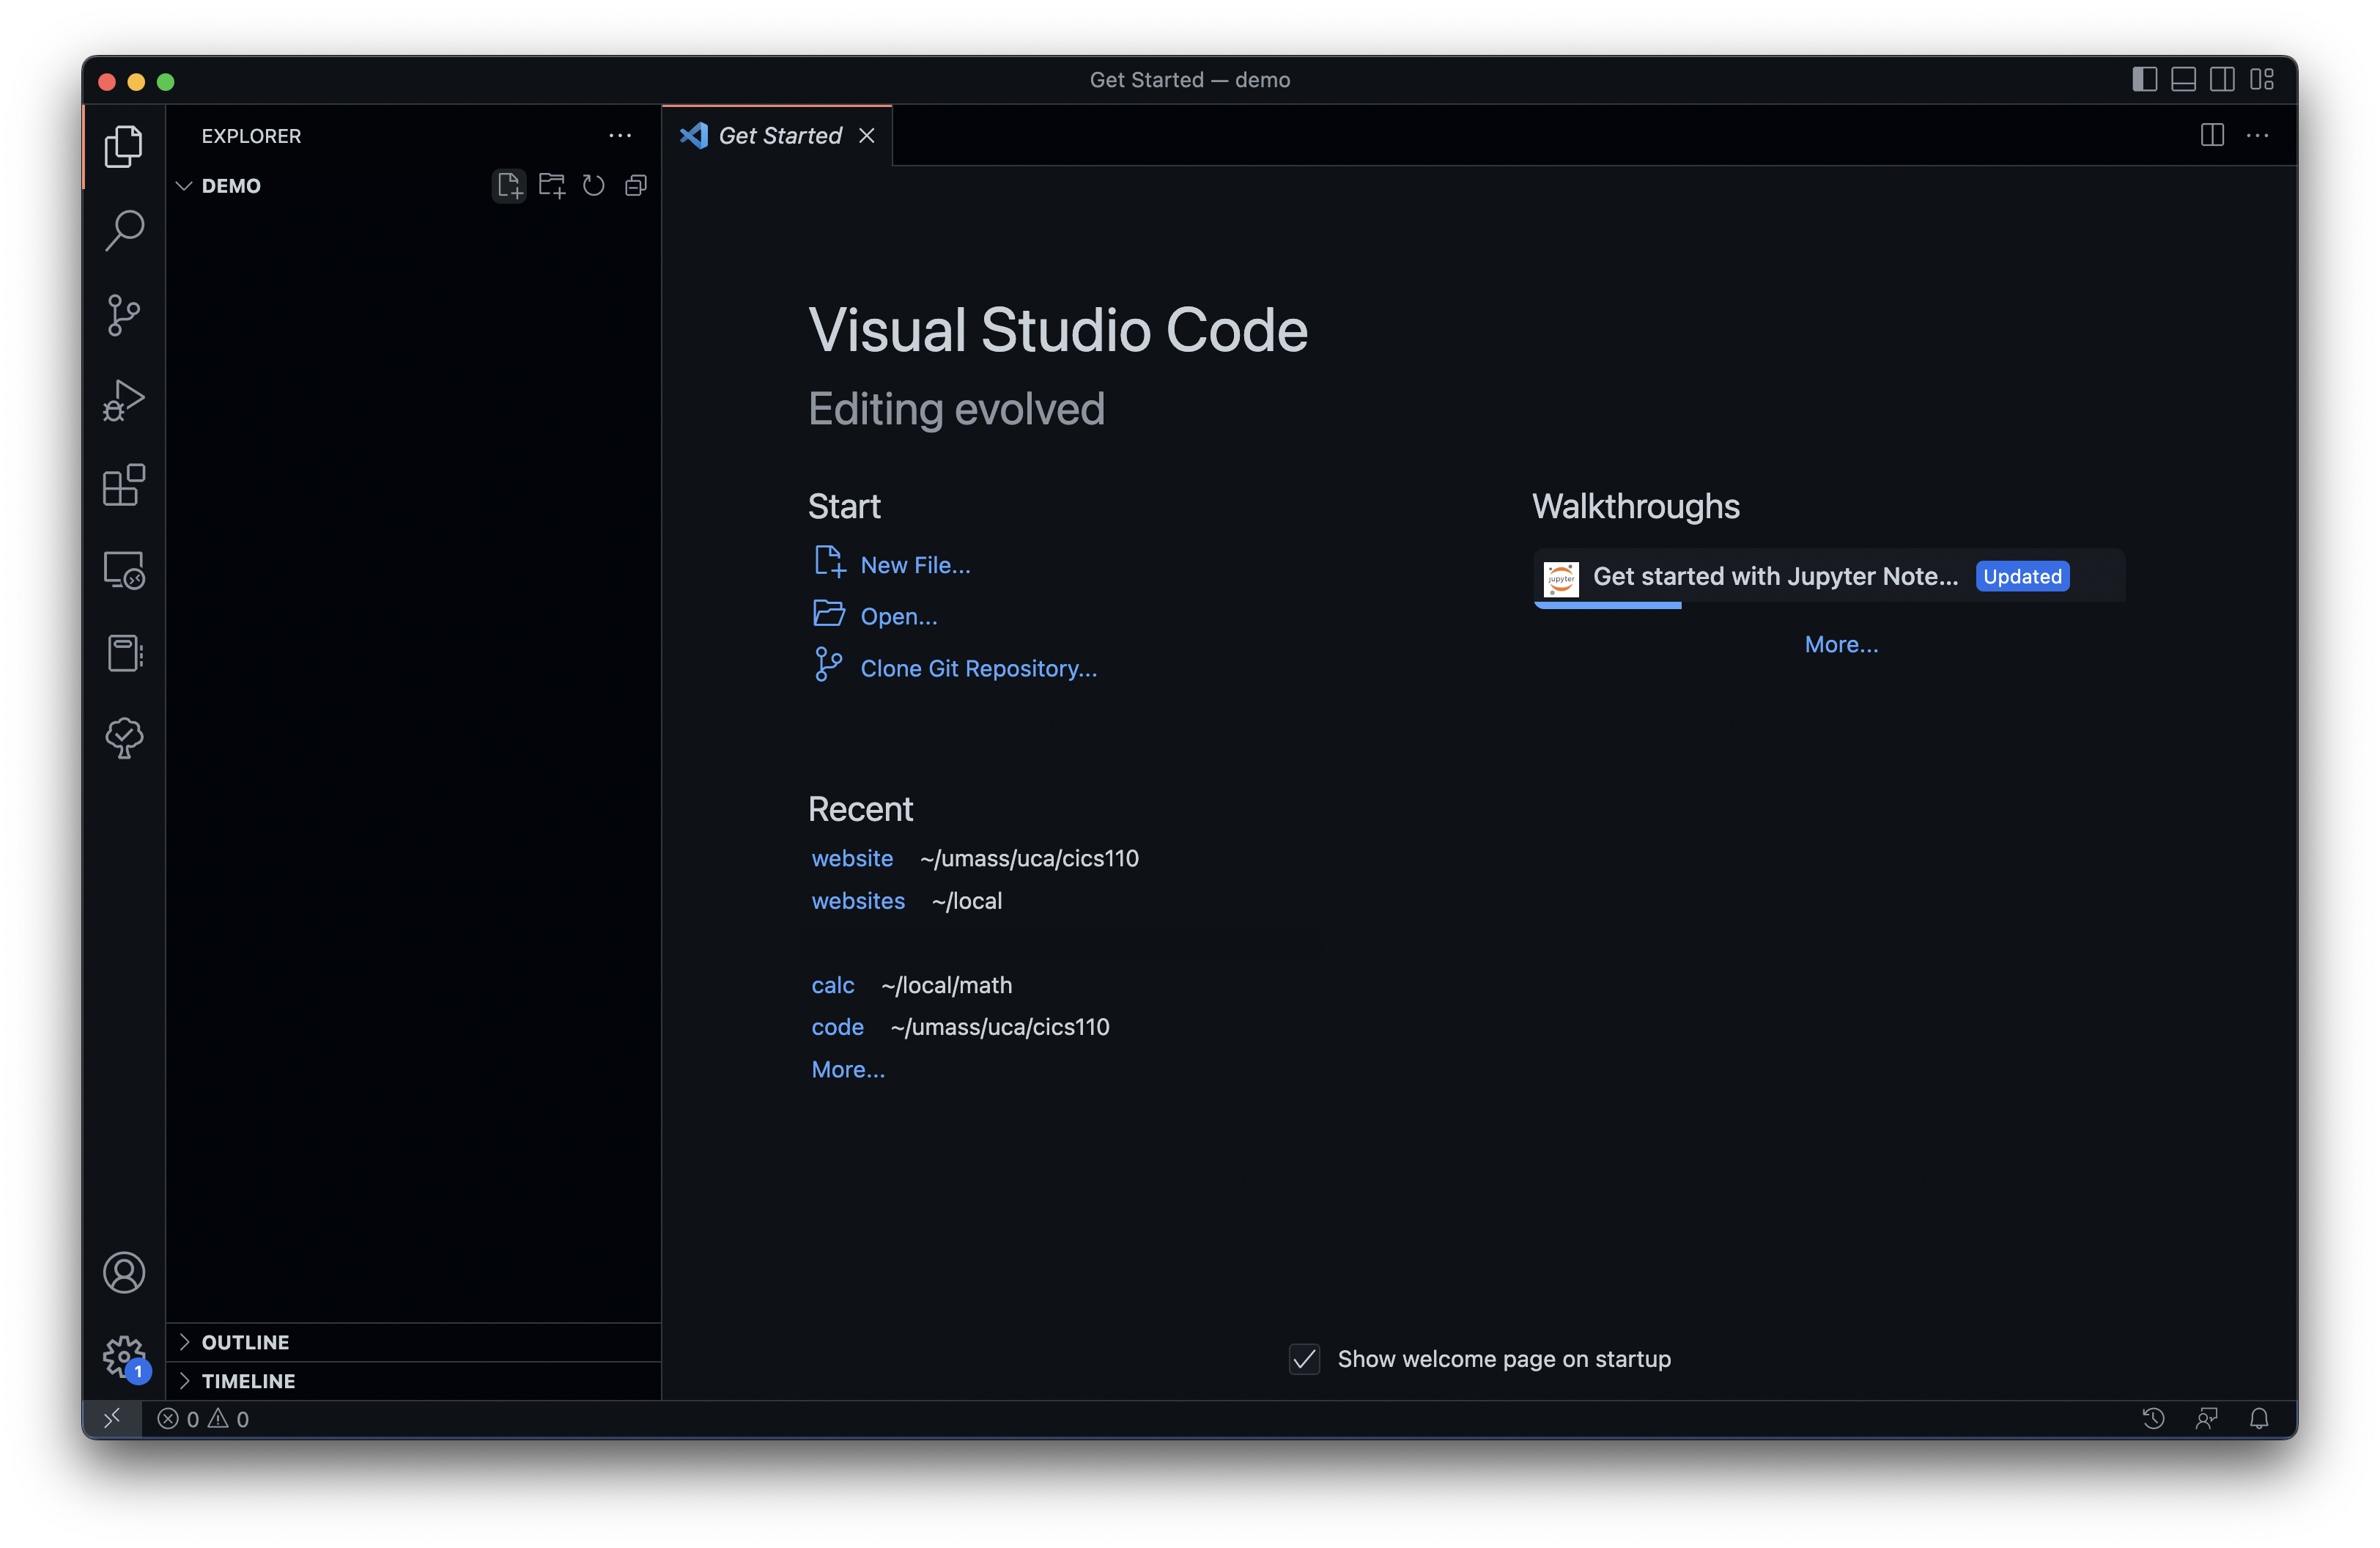 Get Started — demo
EXPLORER
Get Started
DEMO
Visual Studio Code
Editing evolved
Start
New File...
Open...
Clone Git Repository...
Walkthroughs
jupyter
Get started with Jupyter Note...
Updated
More...
Recent
website ~/umass/uca/cics110
websites ~/local
calc ~/local/math
code ~/umass/uca/cics110
More...
Show welcome page on startup
1
OUTLINE
TIMELINE
0 0